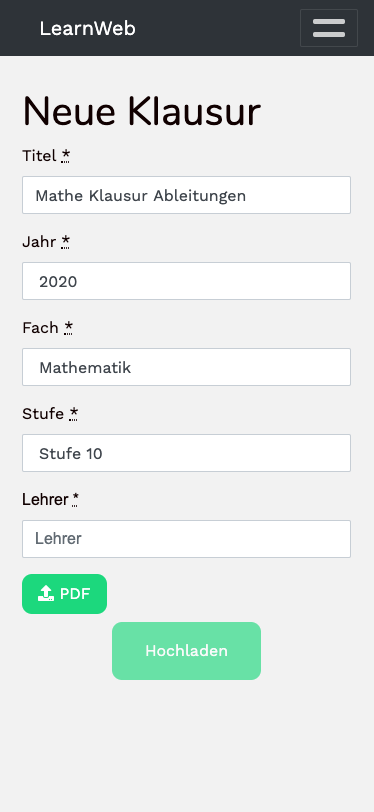 LearnWeb
Neue Klausur
Titel *
Mathe Klausur Ableitungen
Jahr *
2020
Fach *
Mathematik
Stufe *
Stufe 10
Lehrer *
Lehrer
PDF
Hochladen